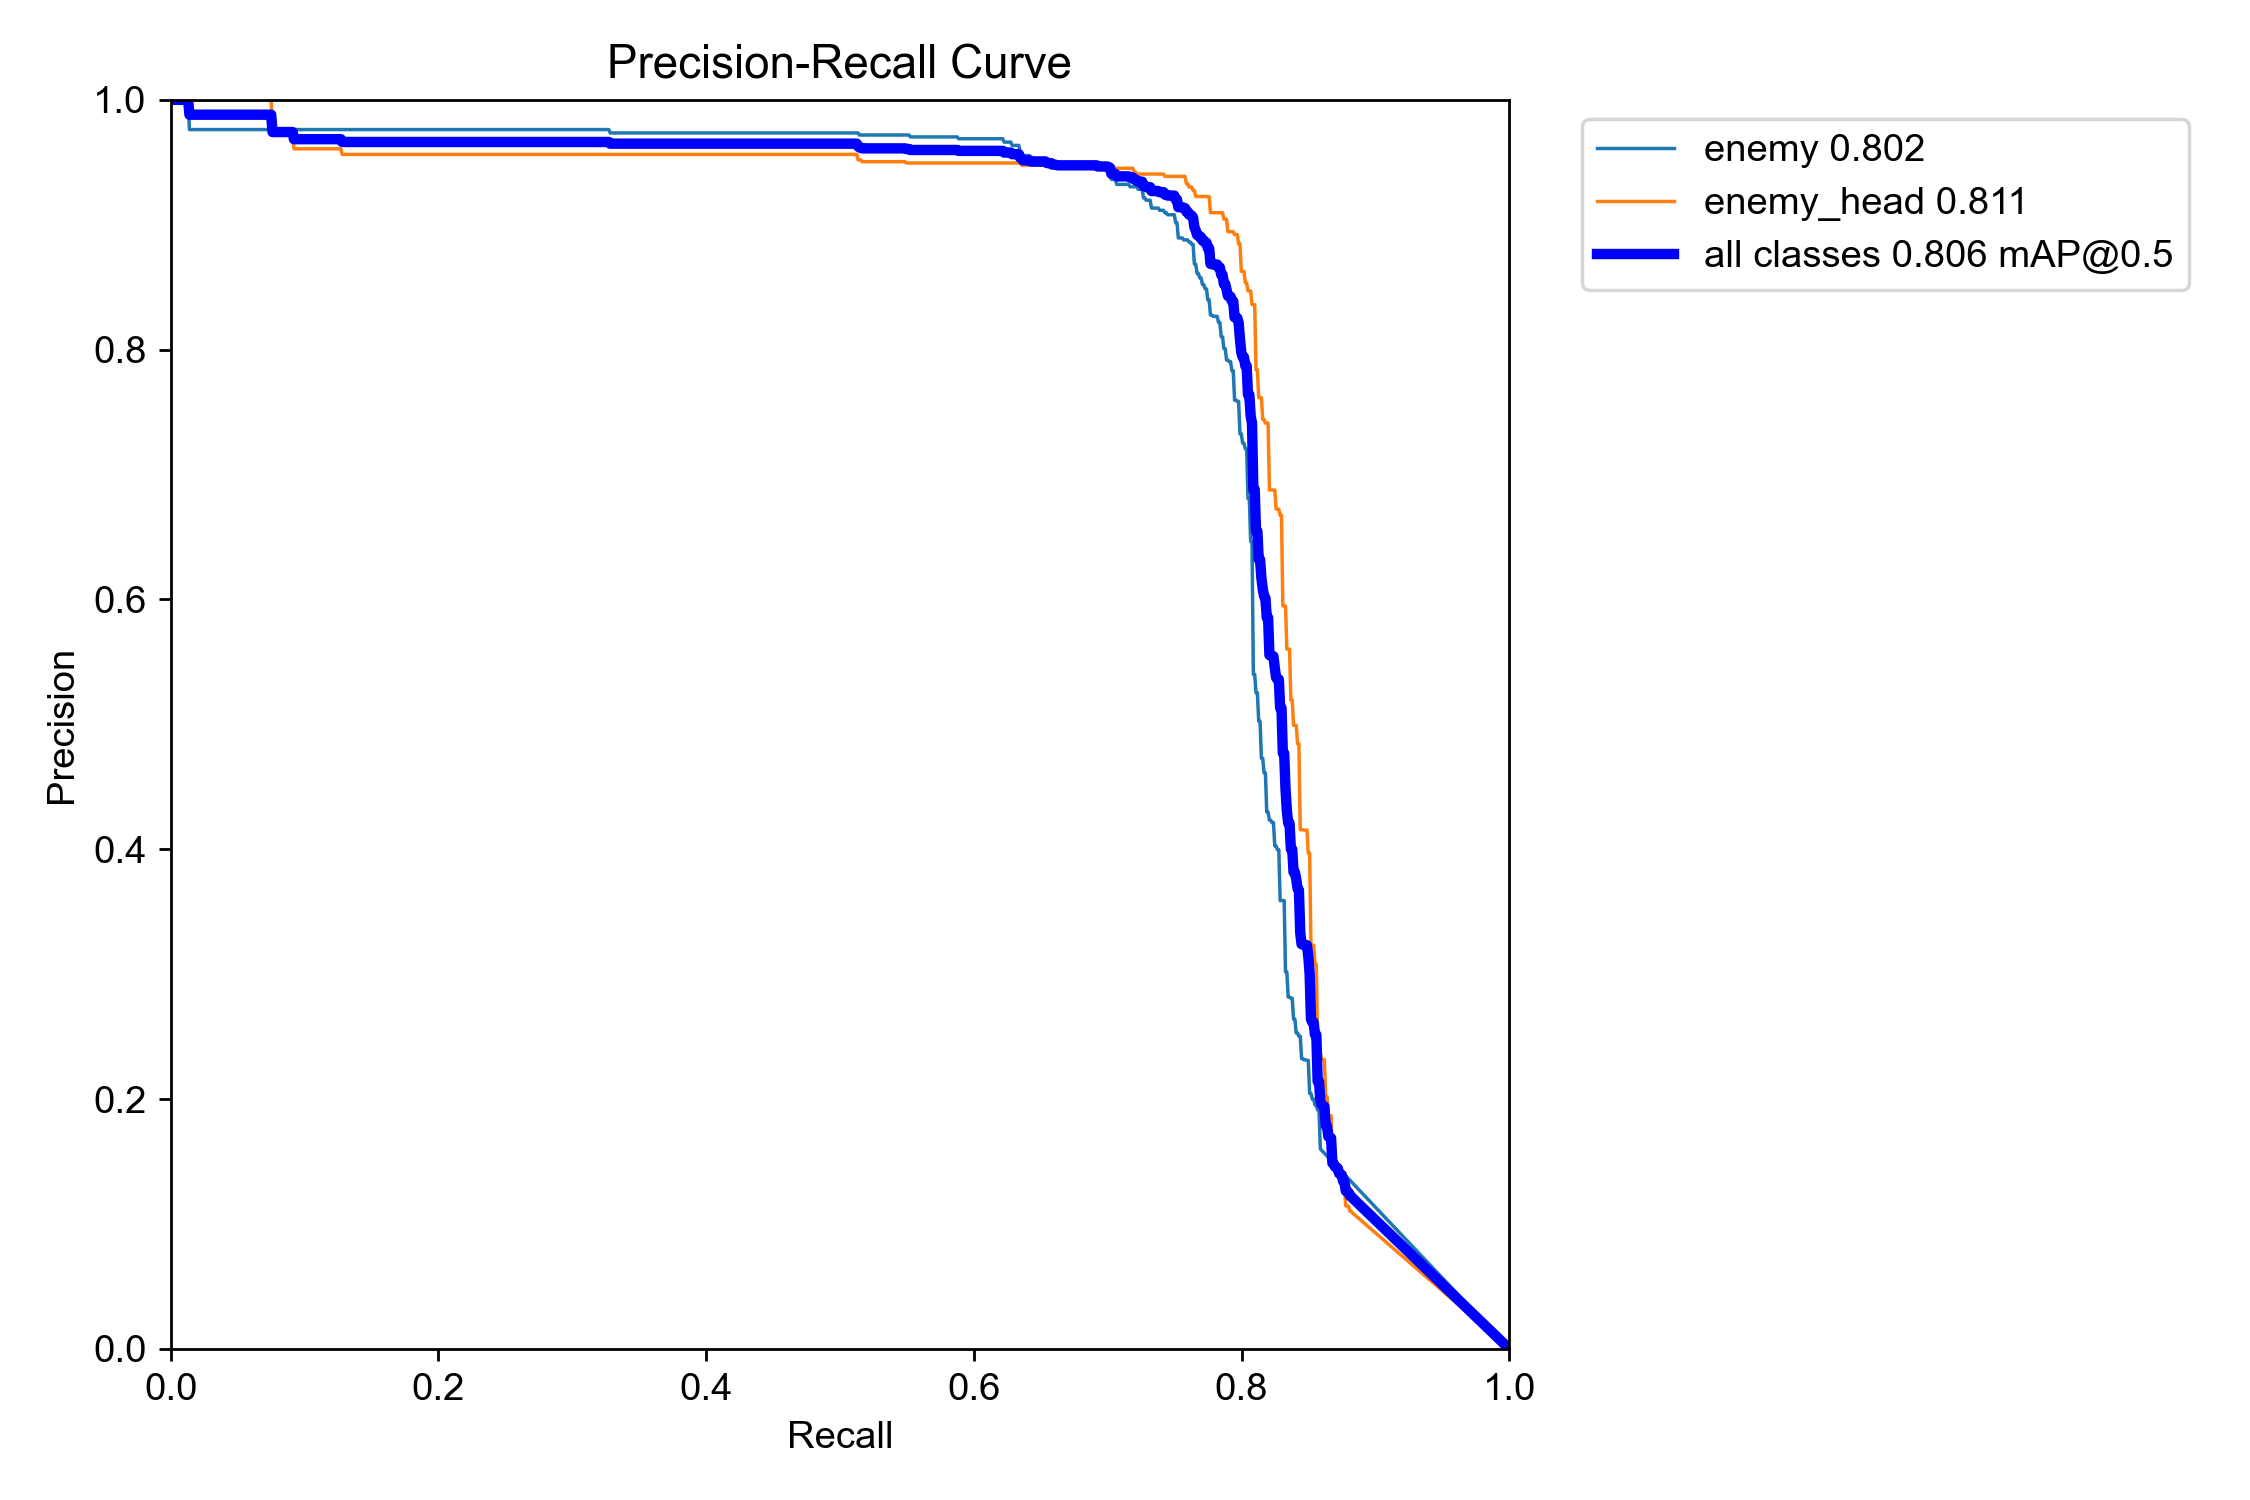 Precision-Recall Curve
1.0
0.8
0.6
0.4
0.2
0.0
Precision
0.0 0.2 0.4 0.6 0.8 1.0
Recall
enemy 0.802
enemy_head 0.811
all classes 0.806 mAP@0.5